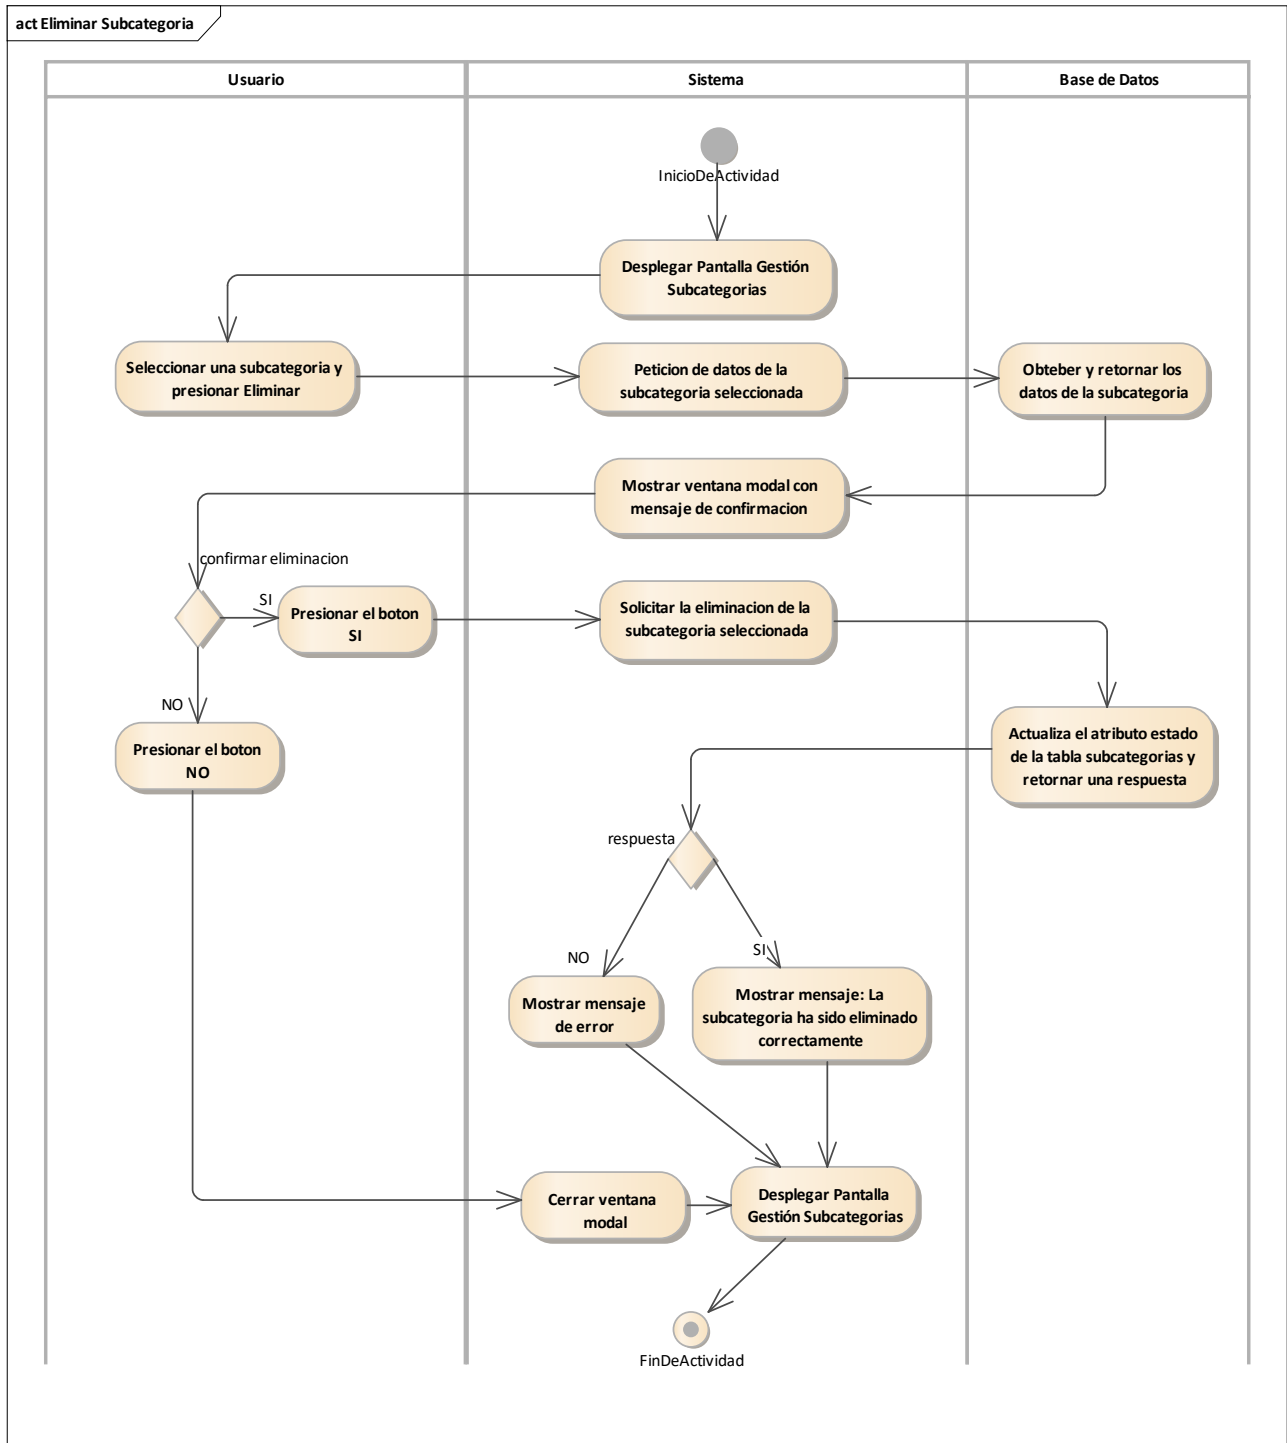 act Eliminar Subcategoria
Usuario
Sistema
Base de Datos
InicioDeActividad
Desplegar Pantalla Gestión
Subcategorias
Seleccionar una subcategoria y
presionar Eliminar
Peticion de datos de la
subcategoria seleccionada
Obteber y retornar los
datos de la subcategoria
Mostrar ventana modal con
mensaje de confirmacion
confirmar eliminacion
SI
Presionar el boton
SI
Solicitar la eliminacion de la
subcategoria seleccionada
NO
Presionar el boton
NO
Actualiza el atributo estado
de la tabla subcategorias y
retornar una respuesta
respuesta
NO
SI
Mostrar mensaje
de error
Mostrar mensaje: La
subcategoria ha sido eliminado
correctamente
Cerrar ventana
modal
Desplegar Pantalla
Gestión Subcategorias
FinDeActividad